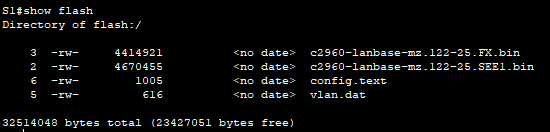 S1#show flash
Directory of flash:/
3 -rw- 4414921 <no date> c2960-lanbase-mz.122-25.FX.bin
2 -rw- 4670455 <no date> c2960-lanbase-mz.122-25.SEE1.bin
6 -rw- 1005 <no date> config.text
5 -rw- 616 <no date> vlan.dat
32514048 bytes total (23427051 bytes free)